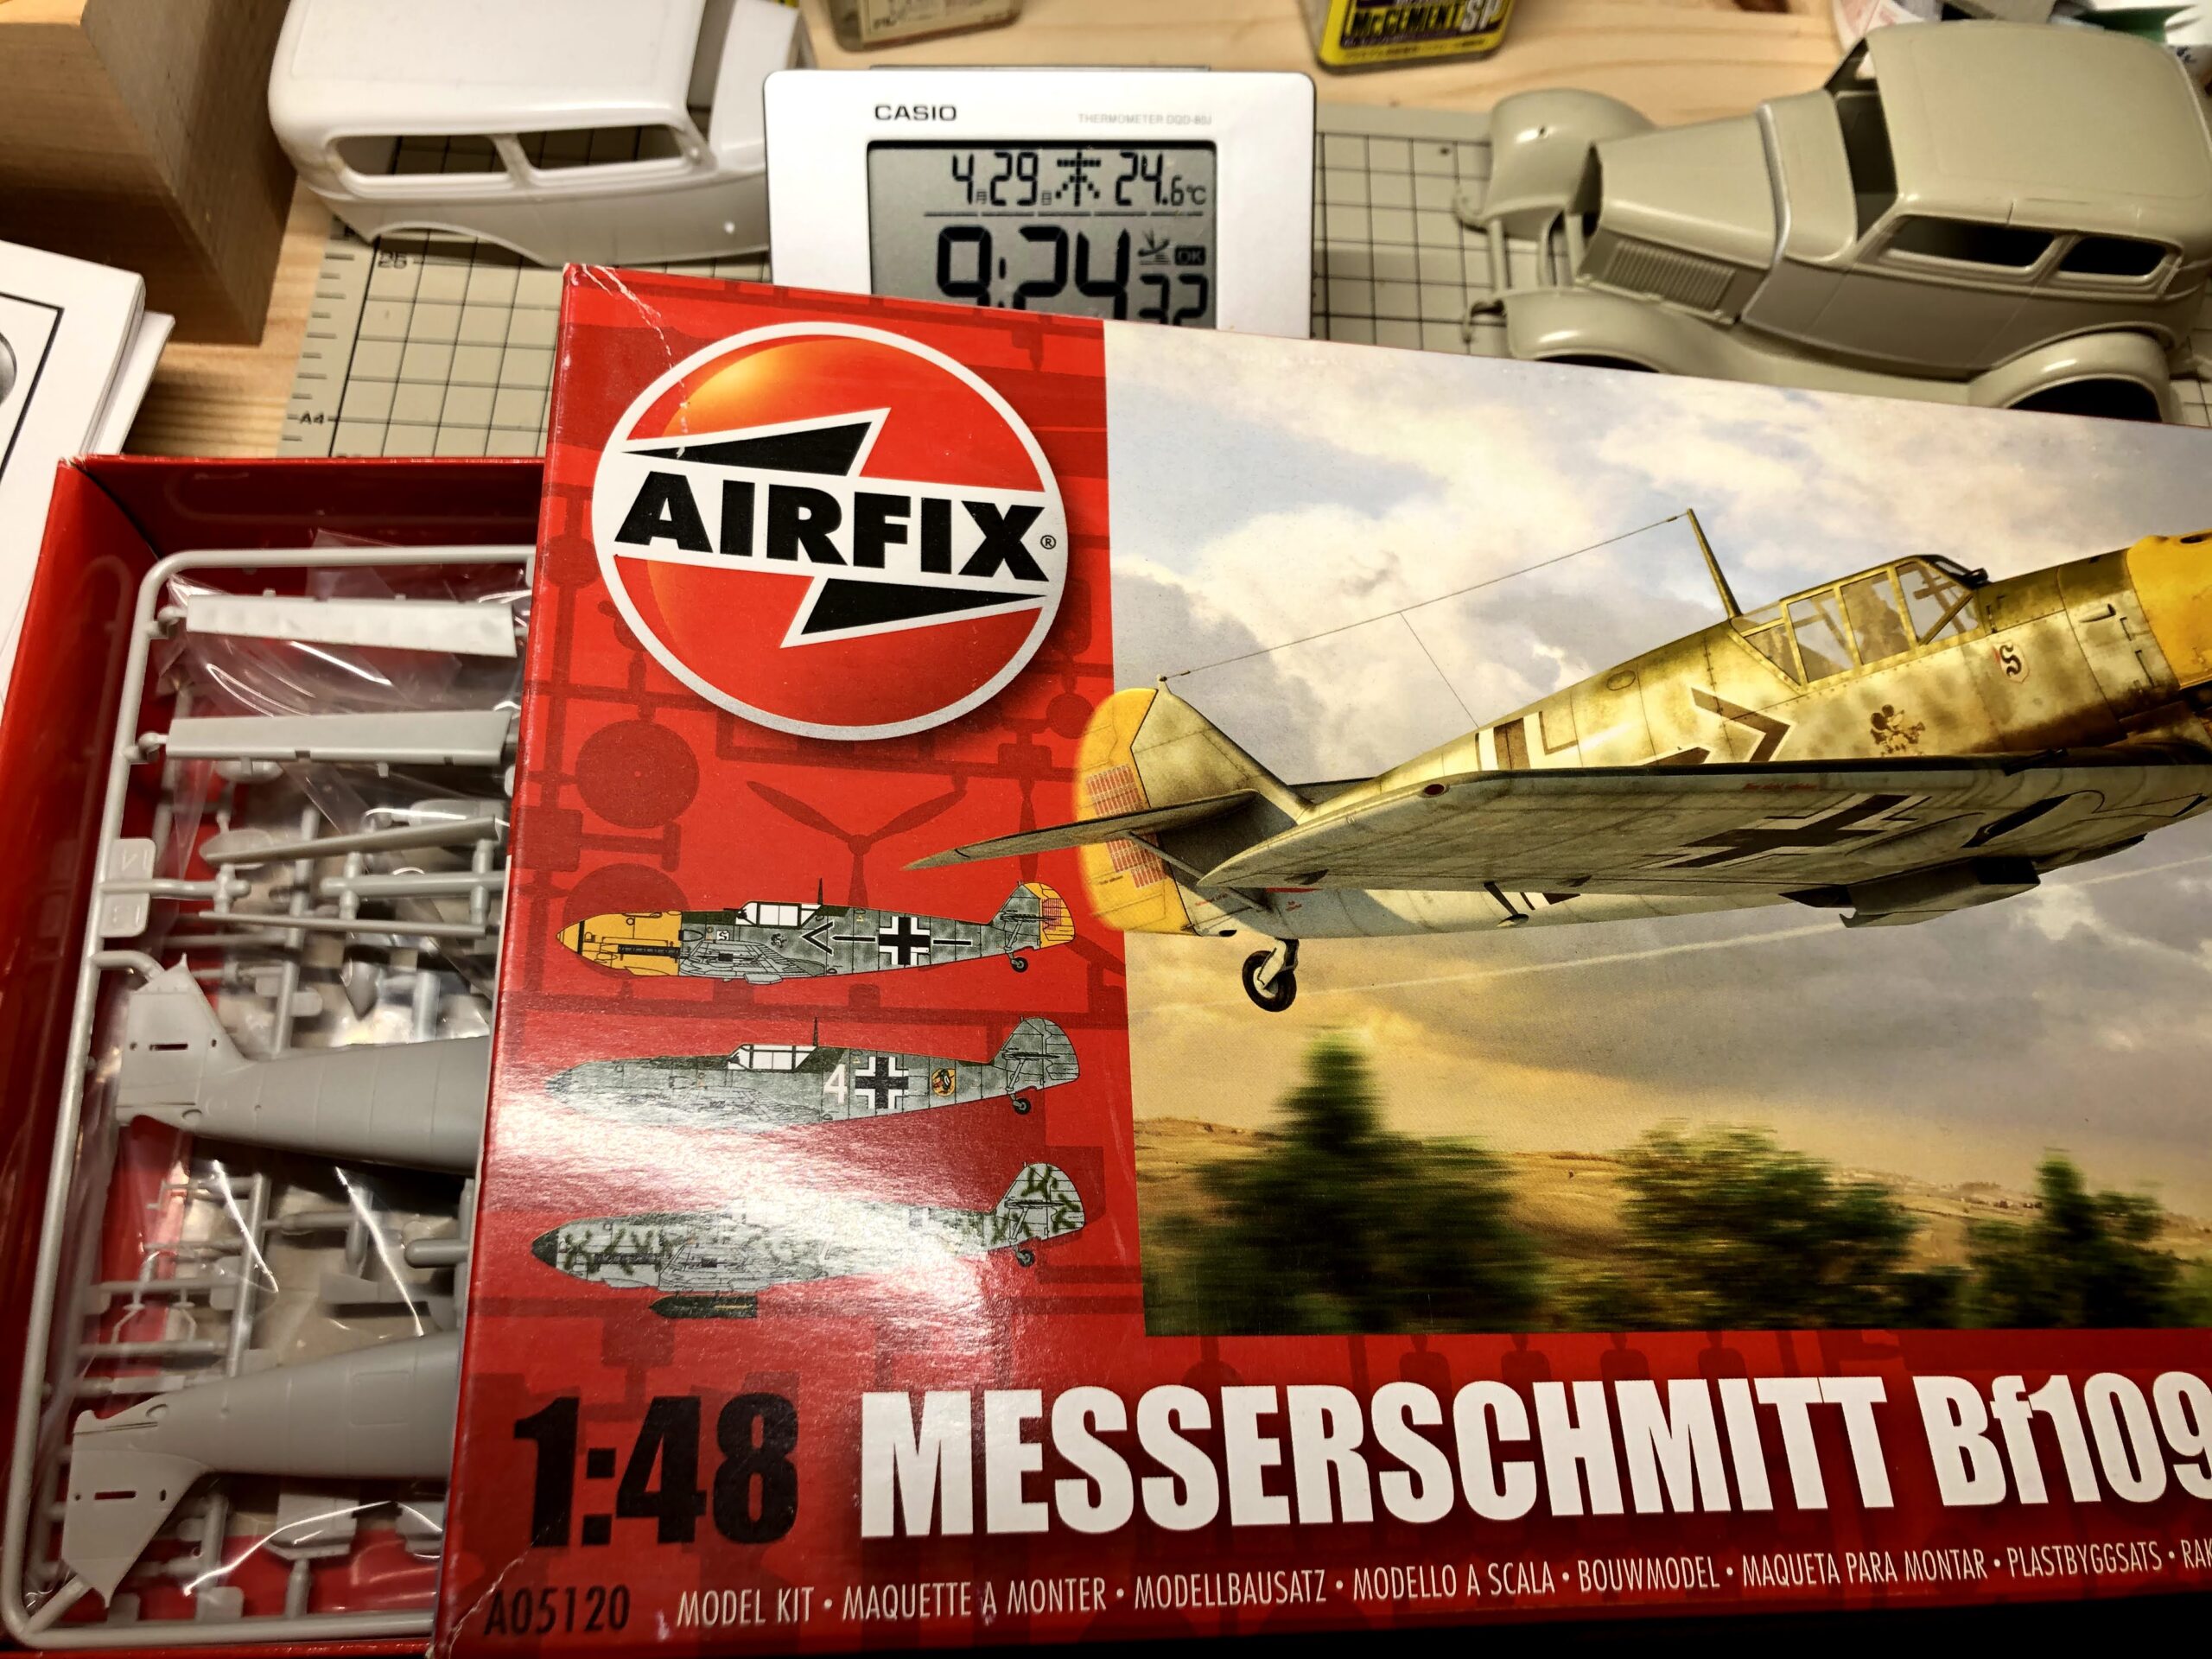 Mr.CEMENT SP
CASIO
THERMOMETER DQD-80J
4月29日 木 24.6℃
9:24 32
OK
A4
AIRFIX®
S
4
1:48 MESSERSCHMITT Bf109
A05120
MODEL KIT • MAQUETTE A MONTER • MODELLBAUSATZ • MODELLO A SCALA • BOUWMODEL • MAQUETA PARA MONTAR • PLASTBYGGSATS • RAK